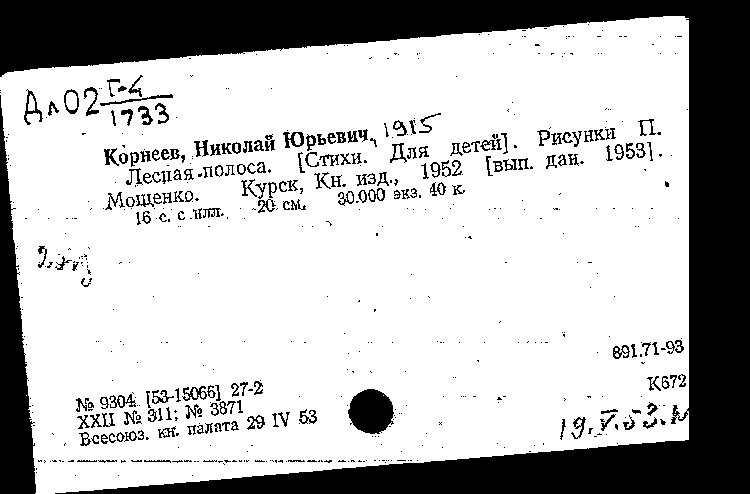 Дл02 Г-4
1733
Корнеев, Николай Юрьевич, 1915
Лесная полоса. [Стихи. Для детей]. Рисунки П.
Мощенко. Курск, Кн. изд., 1952 [вып. дан. 1953].
16 с. с илл. 20 см. 30.000 экз. 40 к.
2
891.71-93
№ 9304 [53-15066] 27-2
К672
XXII № 311; № 3871
Всесоюз. кн. палата 29 IV 53
19.V.53.